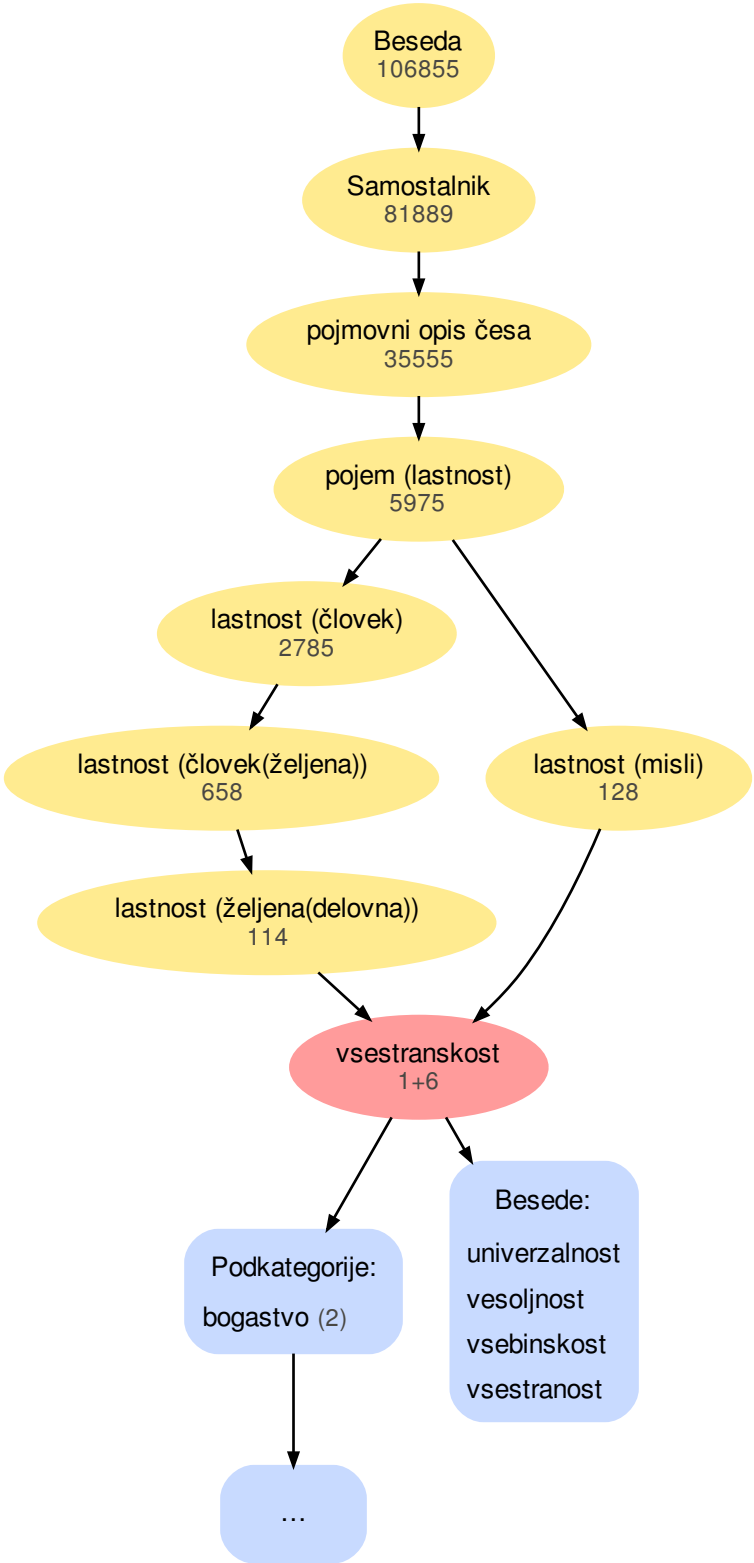 Beseda
106855
Samostalnik
81889
pojmovni opis česa
35555
pojem (lastnost)
5975
lastnost (človek)
2785
lastnost (človek(željena))
658
lastnost (misli)
128
lastnost (željena(delovna))
114
vsestranskost
1+6
Podkategorije:
bogastvo (2)
Besede:
univerzalnost
vesoljnost
vsebinskost
vsestranost
...